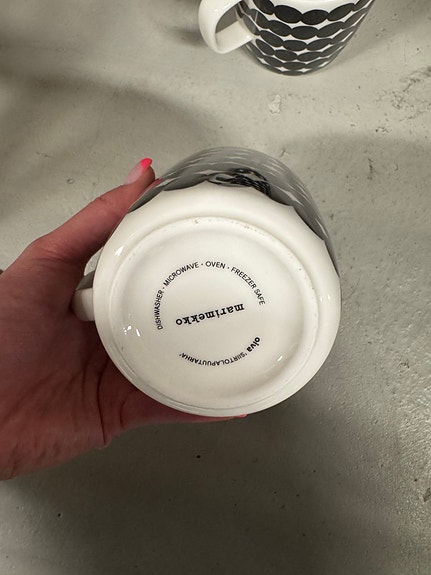 DISHWASHER · MICROWAVE · OVEN · FREEZER SAFE
marimekko
oiva "SIIRTOLAPUUTARHA"